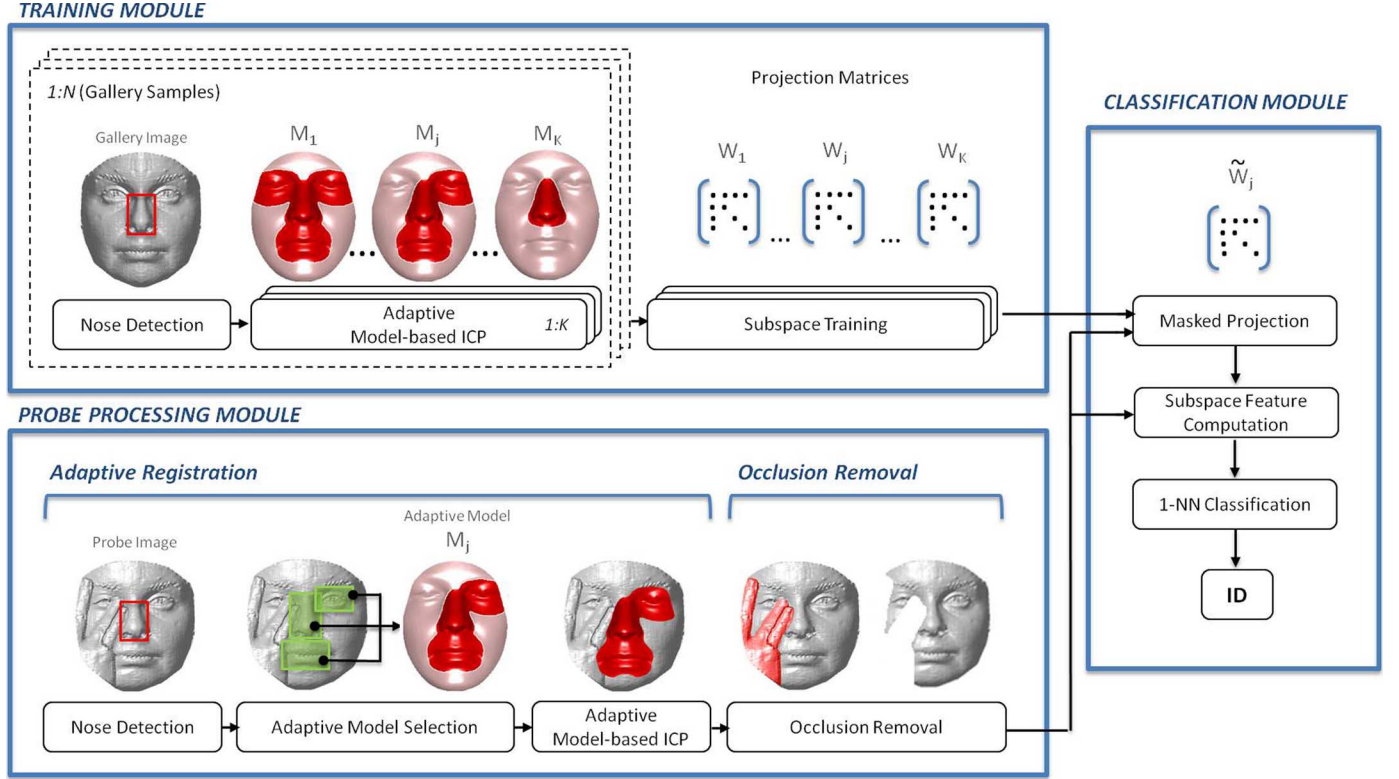 TRAINING MODULE
1:N (Gallery Samples)
Gallery Image
M1
Mj
MK
...
...
Nose Detection
Adaptive
Model-based ICP
1:K
Projection Matrices
W1
Wj
WK
...
...
Subspace Training
PROBE PROCESSING MODULE
Adaptive Registration
Probe Image
Adaptive Model
Mj
Nose Detection
Adaptive Model Selection
Adaptive
Model-based ICP
Occlusion Removal
Occlusion Removal
CLASSIFICATION MODULE
W̃j
Masked Projection
Subspace Feature
Computation
1-NN Classification
ID